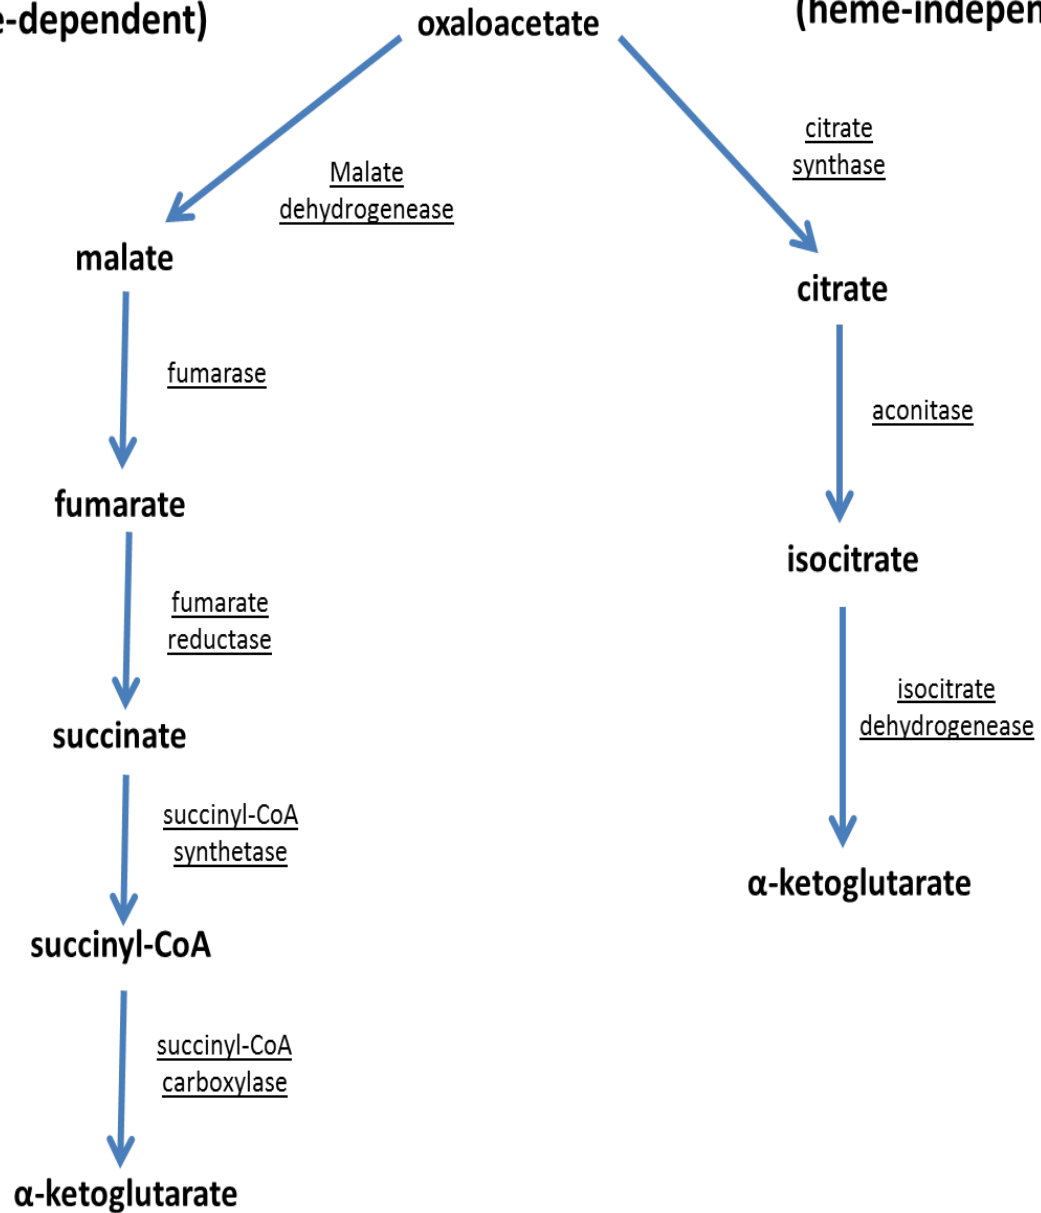 e-dependent)
oxaloacetate
(heme-indepen
citrate
synthase
Malate
dehydrogenease
malate
citrate
fumarase
aconitase
fumarate
isocitrate
fumarate
reductase
isocitrate
dehydrogenease
succinate
succinyl-CoA
synthetase
α-ketoglutarate
succinyl-CoA
succinyl-CoA
carboxylase
α-ketoglutarate